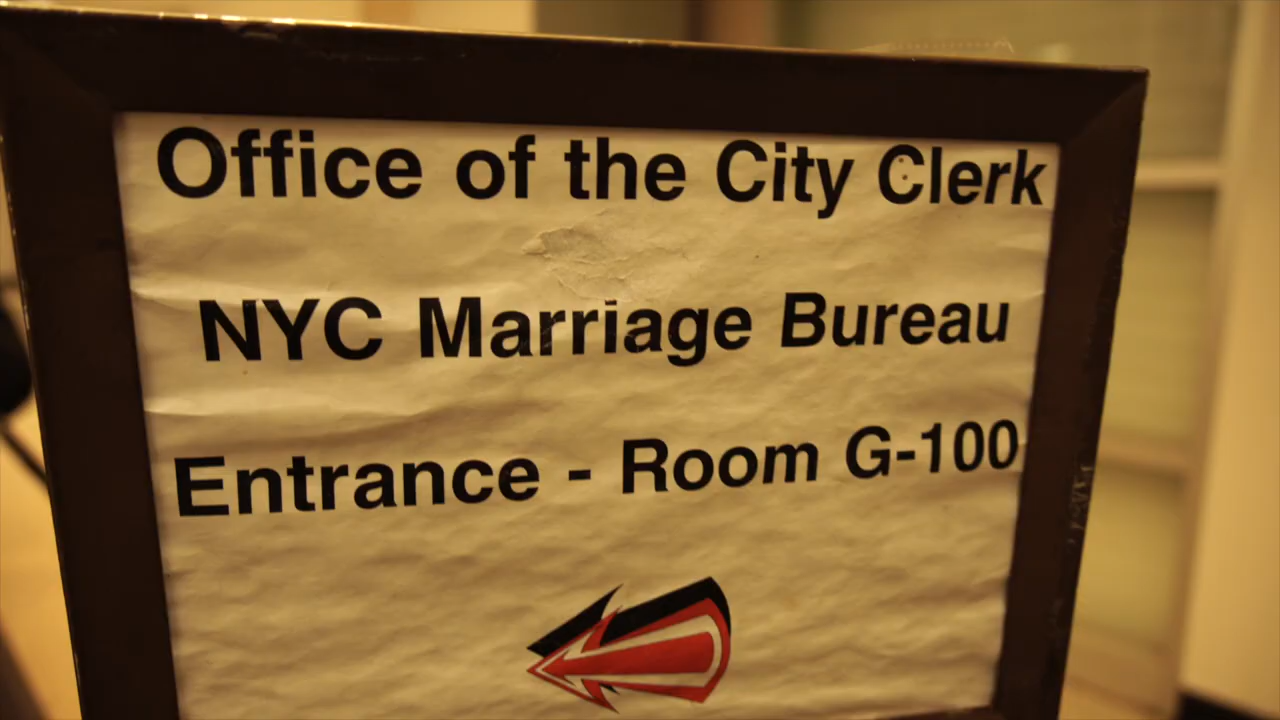 Office of the City Clerk
NYC Marriage Bureau
Entrance - Room G-100